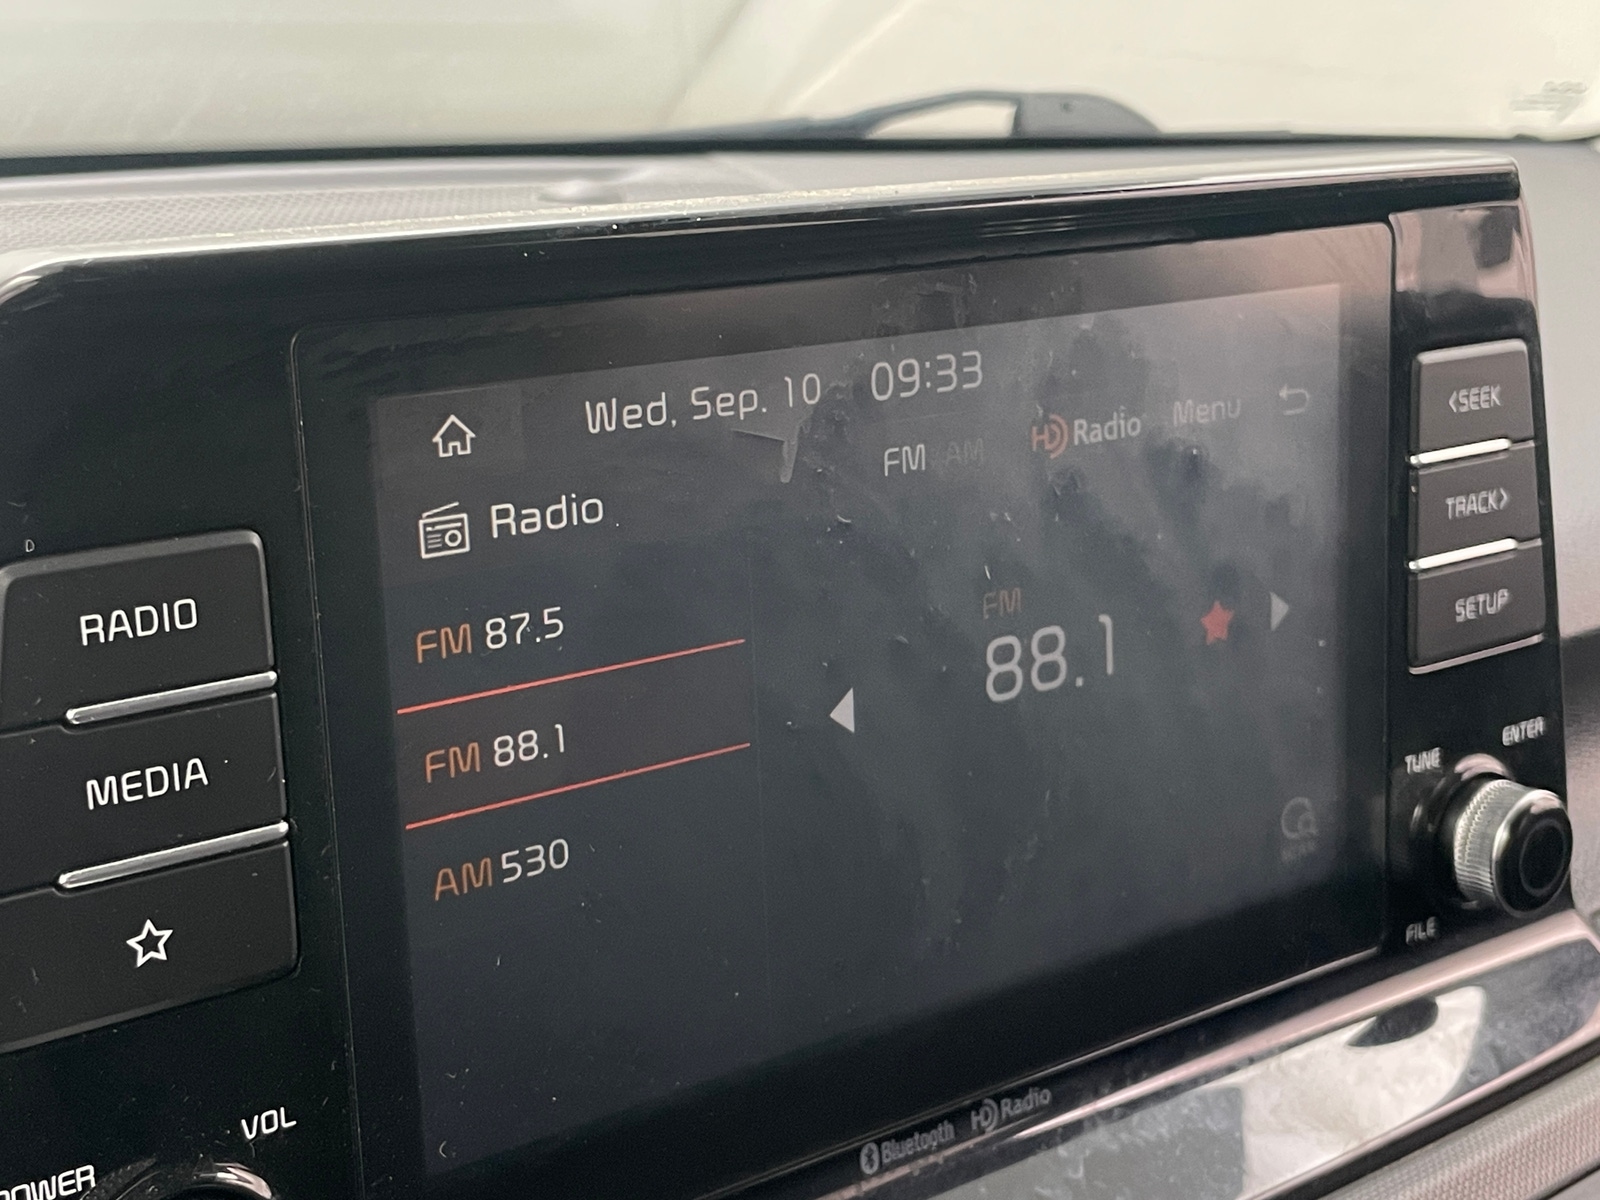 Wed, Sep. 10 09:33
FM AM HD Radio Menu
Radio
FM 87.5
FM 88.1
AM 530
FM
88.1
RADIO
MEDIA
<SEEK
TRACK>
SETUP
TUNE
ENTER
FILE
VOL
POWER
Bluetooth HD Radio